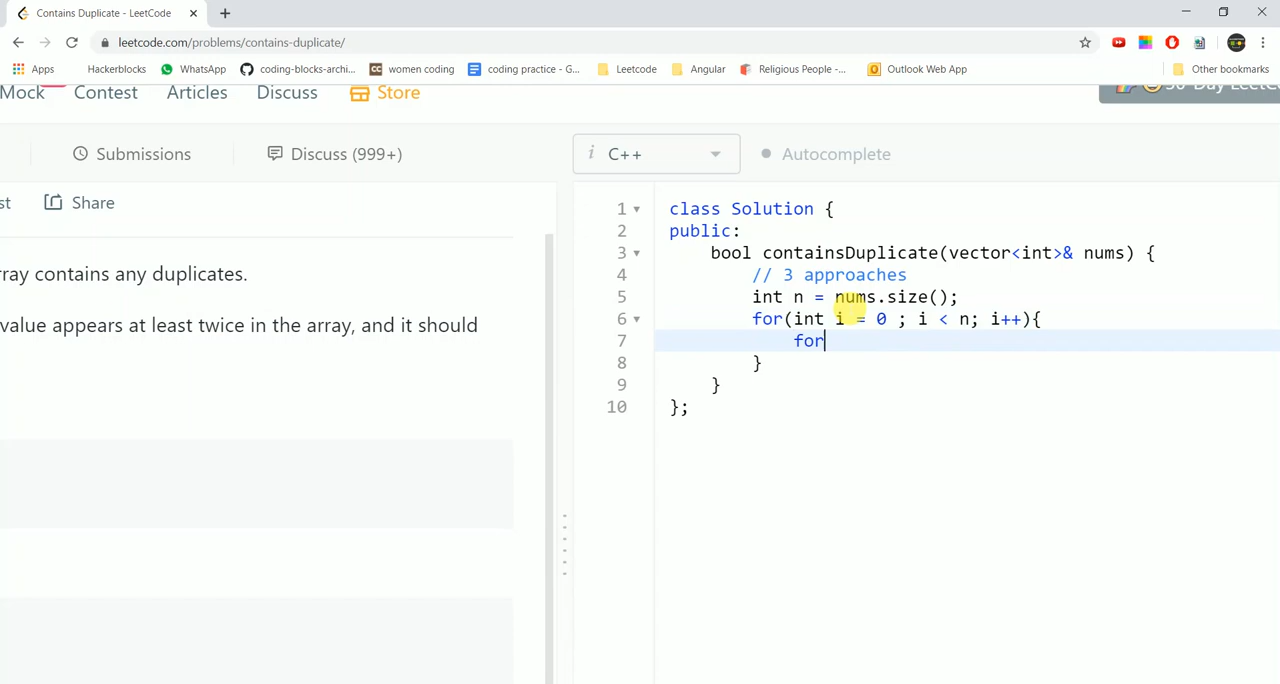 Contains Duplicate - LeetCode
leetcode.com/problems/contains-duplicate/
Apps Hackerblocks WhatsApp coding-blocks-archi... women coding coding practice - G... Leetcode Angular Religious People -... Outlook Web App Other bookmarks
Mock Contest Articles Discuss Store
Submissions Discuss (999+)
i C++ Autocomplete
st Share
rray contains any duplicates.
value appears at least twice in the array, and it should
1 class Solution {
2 public:
3 bool containsDuplicate(vector<int>& nums) {
4 // 3 approaches
5 int n = nums.size();
6 for(int i = 0 ; i < n; i++){
7 for
8 }
9 }
10 };